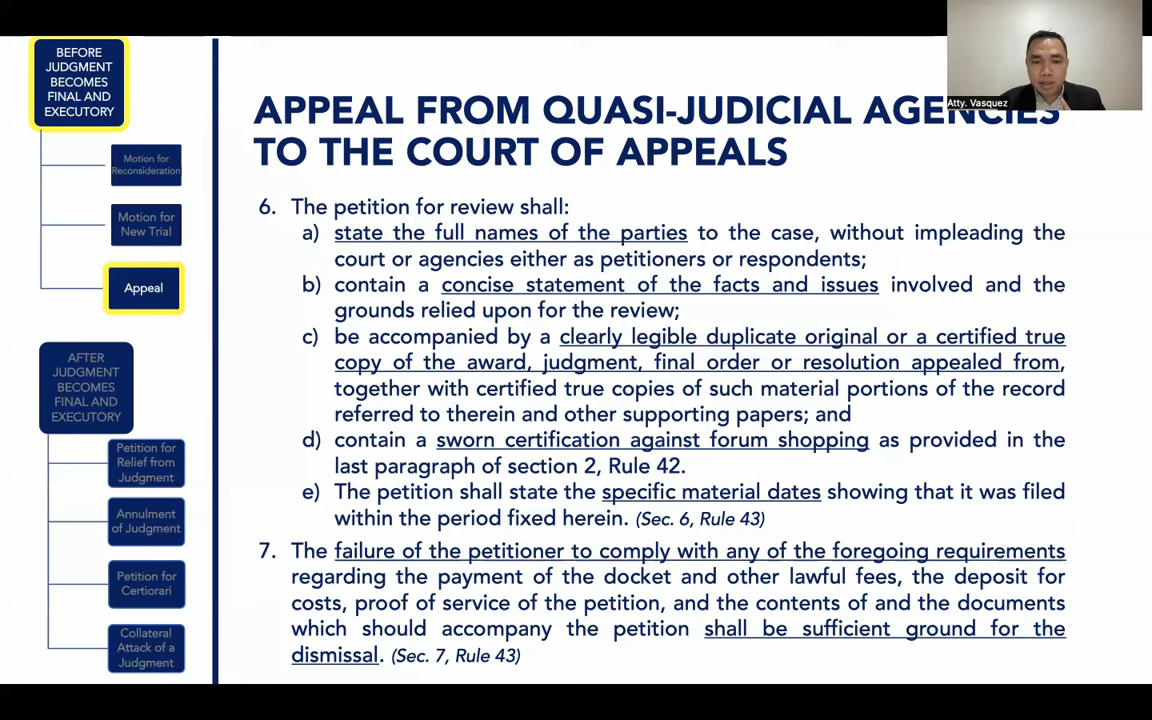 BEFORE
JUDGMENT
BECOMES
FINAL AND
EXECUTORY
Motion for
Reconsideration
Motion for
New Trial
Appeal
AFTER
JUDGMENT
BECOMES
FINAL AND
EXECUTORY
Petition for
Relief from
Judgment
Annulment
of Judgment
Petition for
Certiorari
Collateral
Attack of a
Judgment
Atty. Vasquez
APPEAL FROM QUASI-JUDICIAL AGENCIES
TO THE COURT OF APPEALS
6. The petition for review shall:
a) state the full names of the parties to the case, without impleading the
court or agencies either as petitioners or respondents;
b) contain a concise statement of the facts and issues involved and the
grounds relied upon for the review;
c) be accompanied by a clearly legible duplicate original or a certified true
copy of the award, judgment, final order or resolution appealed from,
together with certified true copies of such material portions of the record
referred to therein and other supporting papers; and
d) contain a sworn certification against forum shopping as provided in the
last paragraph of section 2, Rule 42.
e) The petition shall state the specific material dates showing that it was filed
within the period fixed herein. (Sec. 6, Rule 43)
7. The failure of the petitioner to comply with any of the foregoing requirements
regarding the payment of the docket and other lawful fees, the deposit for
costs, proof of service of the petition, and the contents of and the documents
which should accompany the petition shall be sufficient ground for the
dismissal. (Sec. 7, Rule 43)